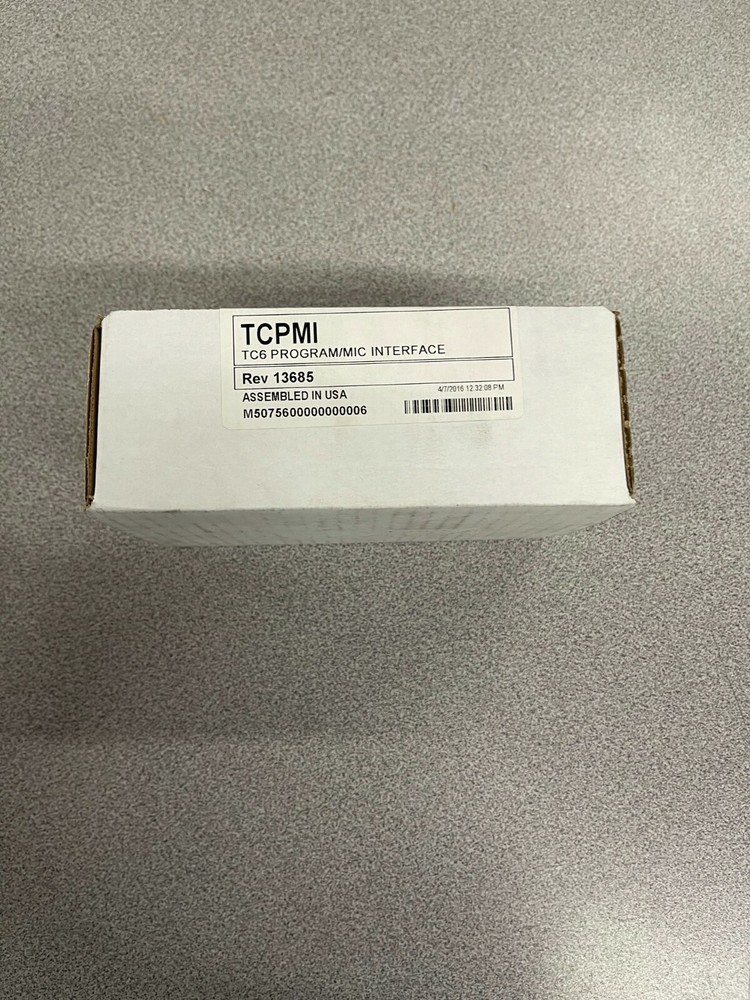 TCPMI
TC6 PROGRAM/MIC INTERFACE
Rev 13685
ASSEMBLED IN USA
4/7/2016 12:32:08 PM
M5075600000000006